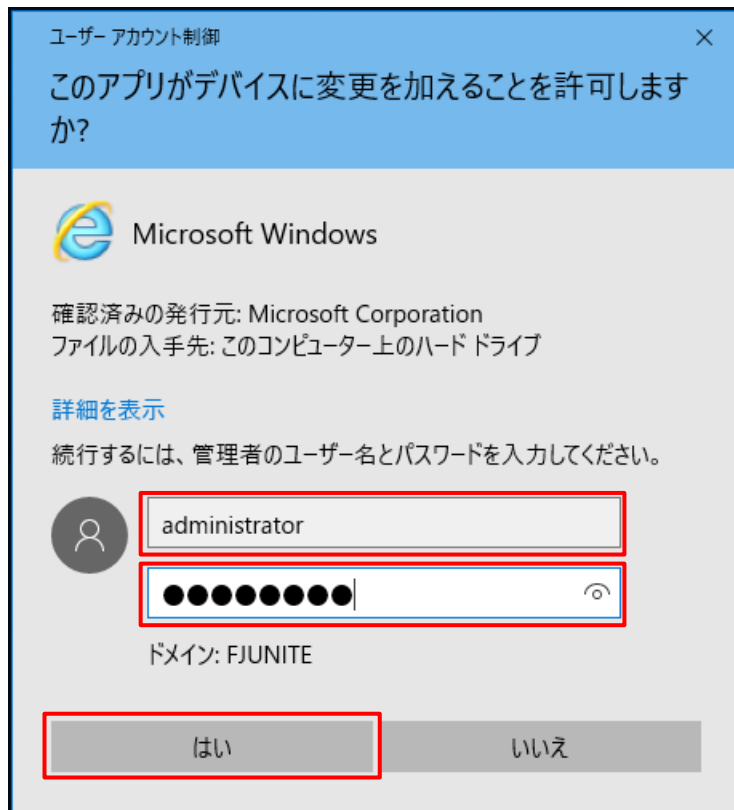 ユーザー アカウント制御
このアプリがデバイスに変更を加えることを許可します
か?
Microsoft Windows
確認済みの発行元: Microsoft Corporation
ファイルの入手先: このコンピューター上のハード ドライブ
詳細を表示
続行するには、管理者のユーザー名とパスワードを入力してください。
administrator
●●●●●●●●
ドメイン: FJUNITE
はい
いいえ